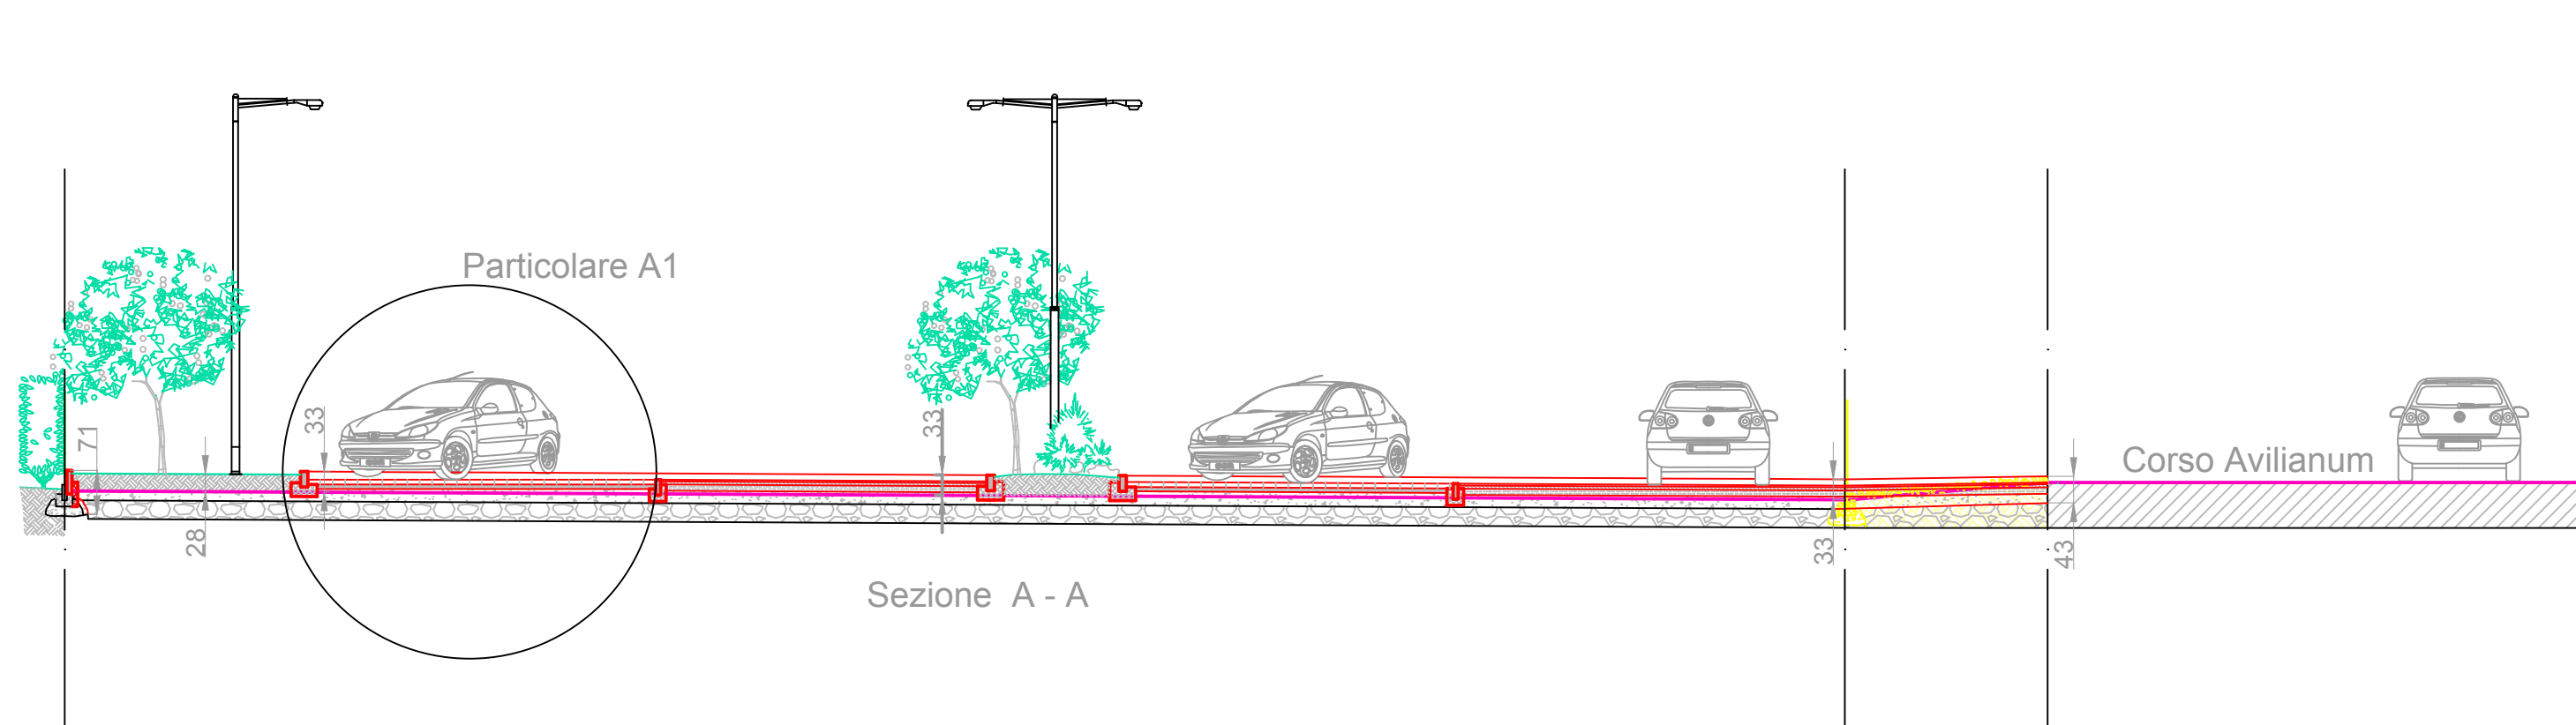 Particolare A1
71
28
33
33
33
43
Corso Avilianum
Sezione A - A